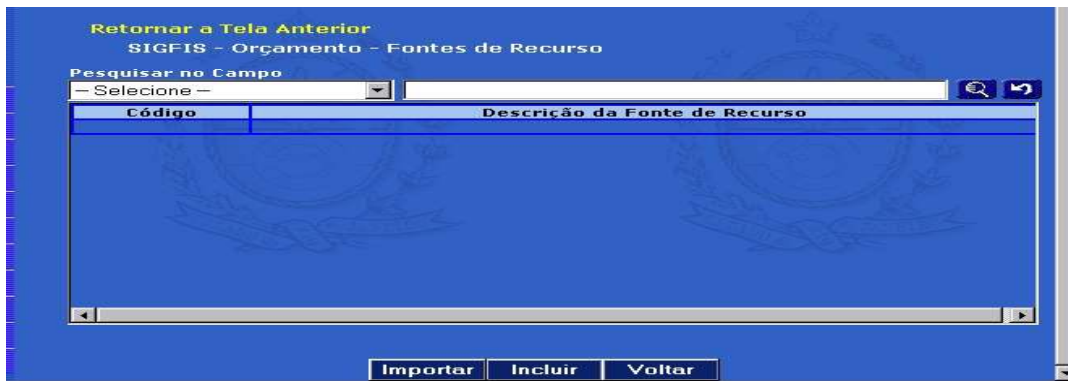 Retornar a Tela Anterior
SIGFIS - Orçamento - Fontes de Recurso
Pesquisar no Campo
-- Selecione --
Código Descrição da Fonte de Recurso
Importar Incluir Voltar